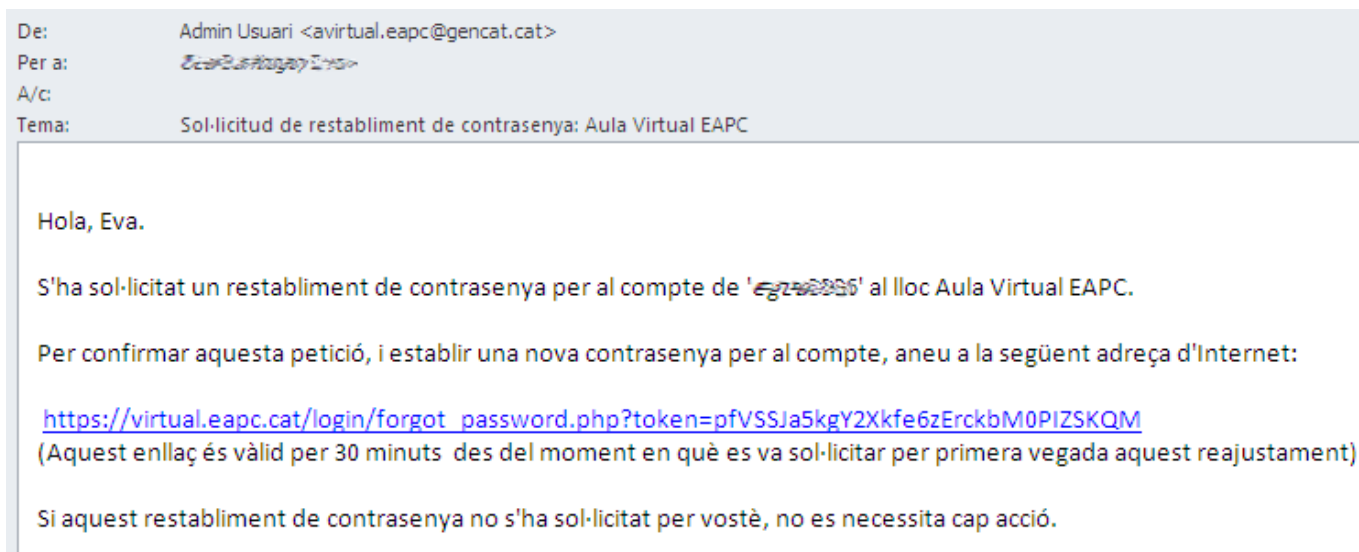 De: Admin Usuari <avirtual.eapc@gencat.cat>
Per a:
A/c:
Tema: Sol·licitud de restabliment de contrasenya: Aula Virtual EAPC
Hola, Eva.
S'ha sol·licitat un restabliment de contrasenya per al compte de '' al lloc Aula Virtual EAPC.
Per confirmar aquesta petició, i establir una nova contrasenya per al compte, aneu a la següent adreça d'Internet:
https://virtual.eapc.cat/login/forgot_password.php?token=pfVSSJa5kgY2Xkfe6zErckbM0PIZSKQM
(Aquest enllaç és vàlid per 30 minuts des del moment en què es va sol·licitar per primera vegada aquest reajustament)
Si aquest restabliment de contrasenya no s'ha sol·licitat per vostè, no es necessita cap acció.